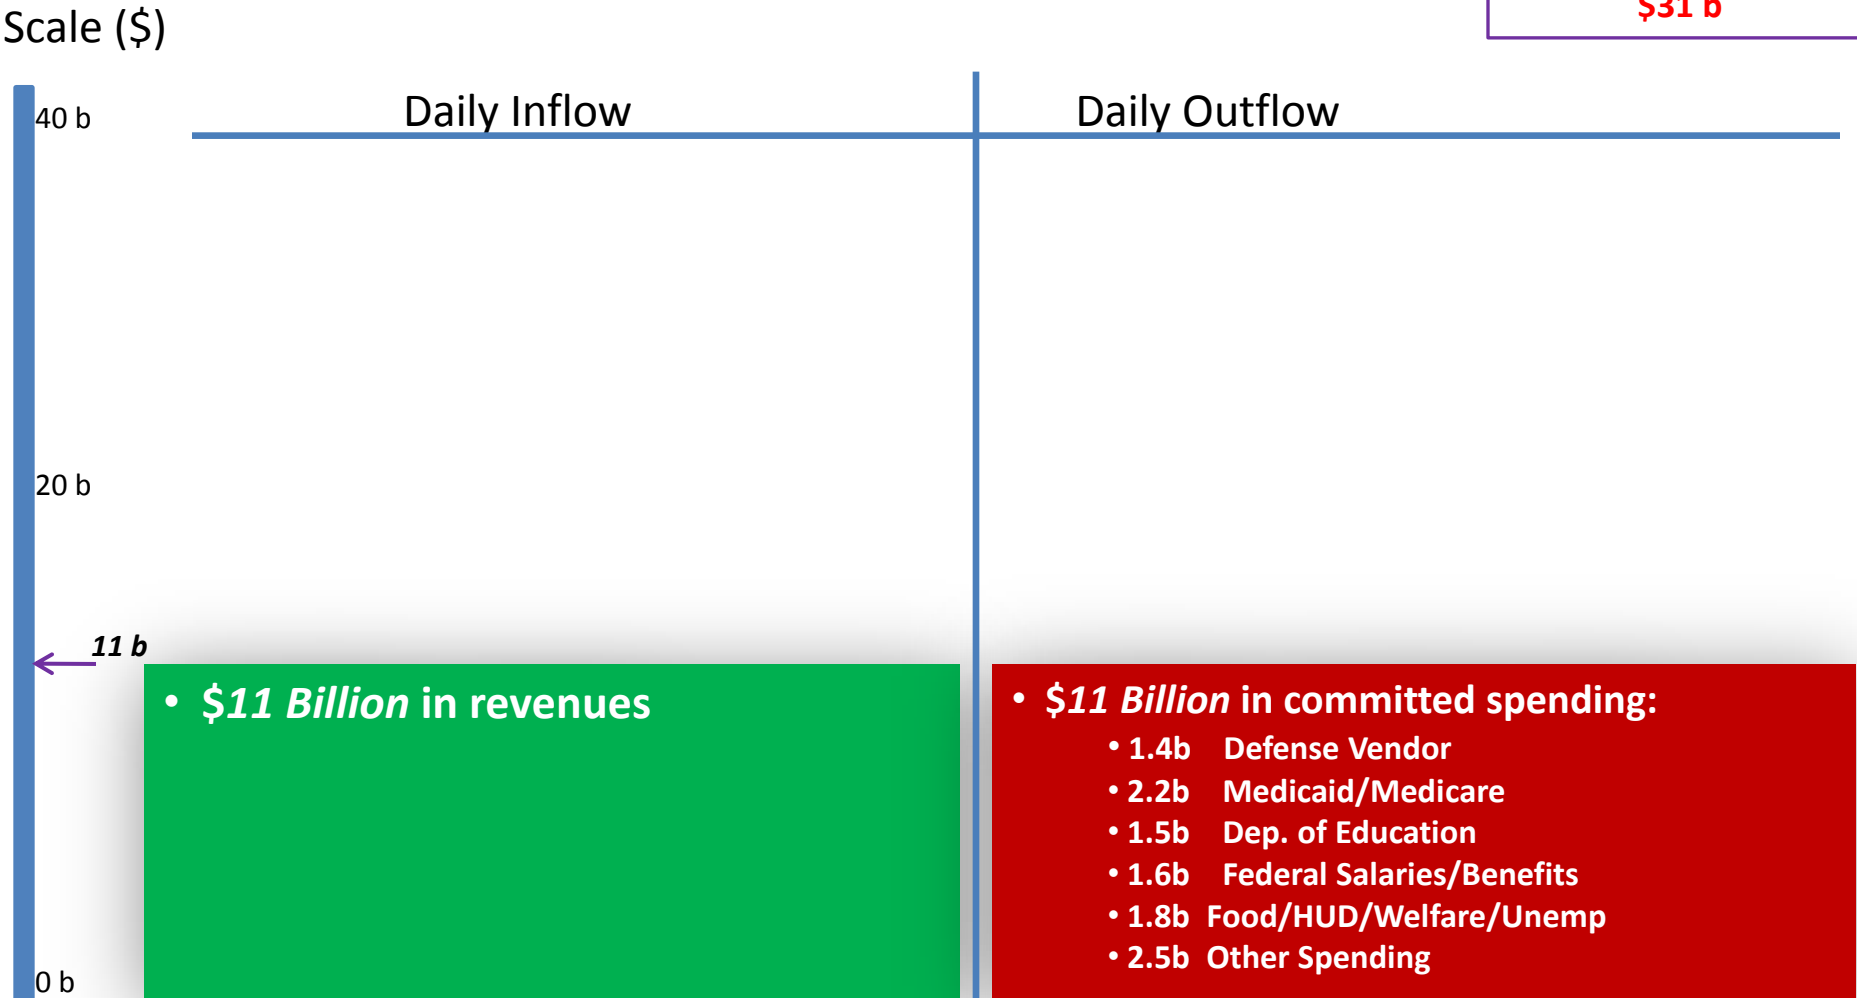 $31 b
Scale ($)
40 b
Daily Inflow
Daily Outflow
20 b
11 b
• $11 Billion in revenues
• $11 Billion in committed spending:
• 1.4b Defense Vendor
• 2.2b Medicaid/Medicare
• 1.5b Dep. of Education
• 1.6b Federal Salaries/Benefits
• 1.8b Food/HUD/Welfare/Unemp
• 2.5b Other Spending
0 b